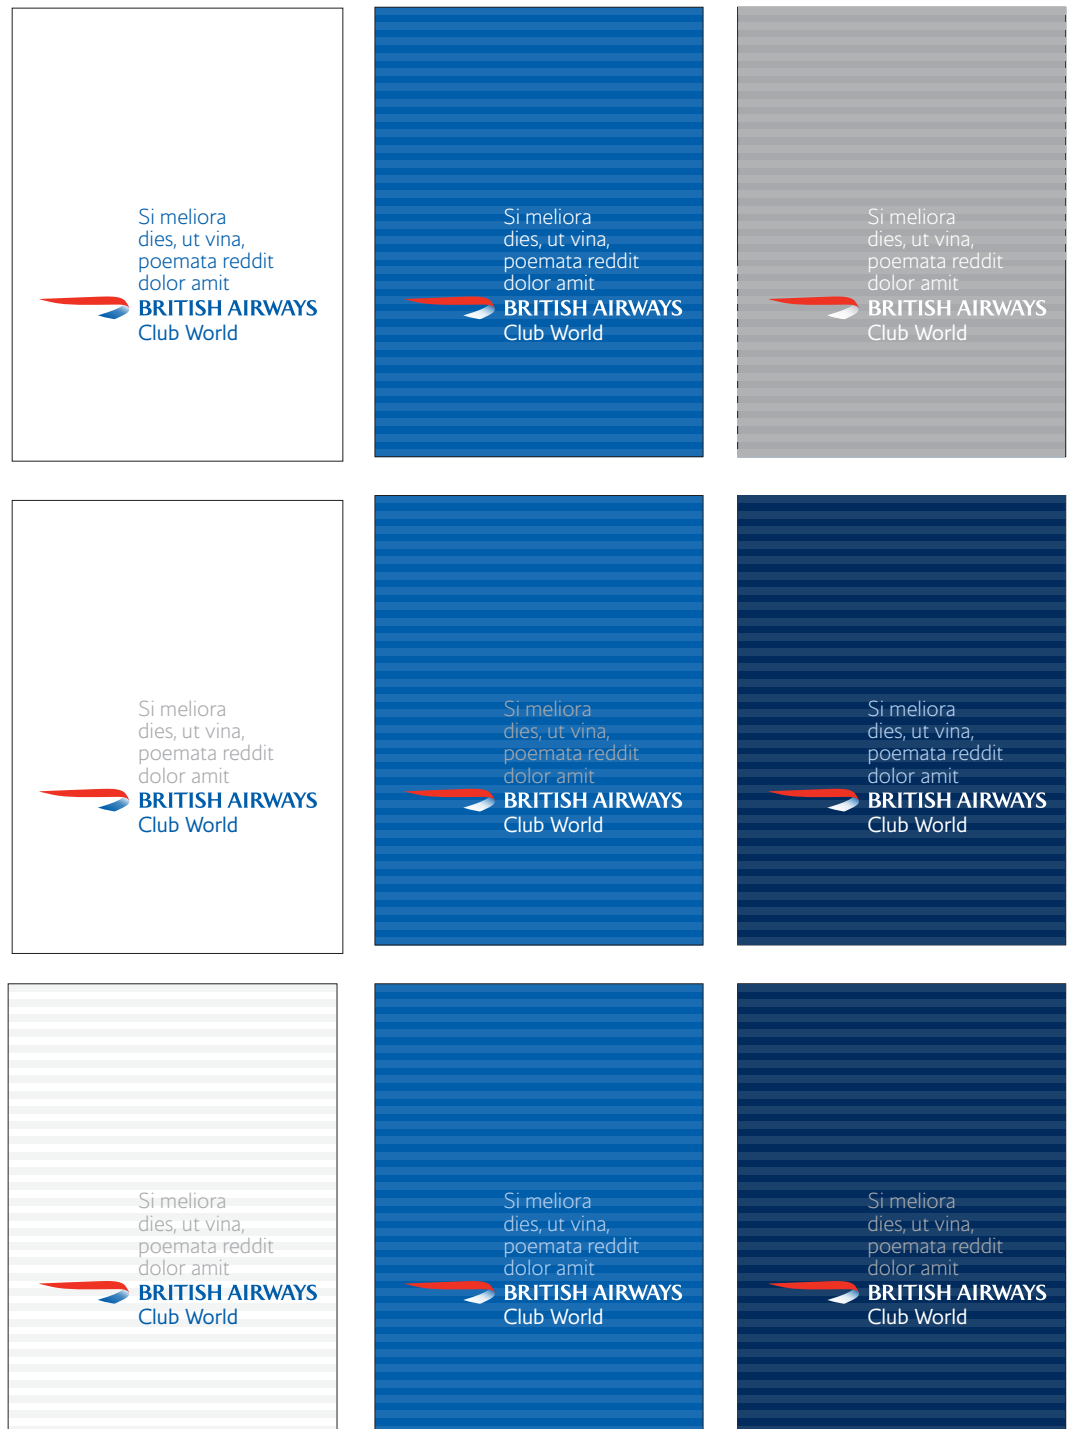 Si meliora
dies, ut vina,
poemata reddit
dolor amit
BRITISH AIRWAYS
Club World
Si meliora
dies, ut vina,
poemata reddit
dolor amit
BRITISH AIRWAYS
Club World
Si meliora
dies, ut vina,
poemata reddit
dolor amit
BRITISH AIRWAYS
Club World
Si meliora
dies, ut vina,
poemata reddit
dolor amit
BRITISH AIRWAYS
Club World
Si meliora
dies, ut vina,
poemata reddit
dolor amit
BRITISH AIRWAYS
Club World
Si meliora
dies, ut vina,
poemata reddit
dolor amit
BRITISH AIRWAYS
Club World
Si meliora
dies, ut vina,
poemata reddit
dolor amit
BRITISH AIRWAYS
Club World
Si meliora
dies, ut vina,
poemata reddit
dolor amit
BRITISH AIRWAYS
Club World
Si meliora
dies, ut vina,
poemata reddit
dolor amit
BRITISH AIRWAYS
Club World